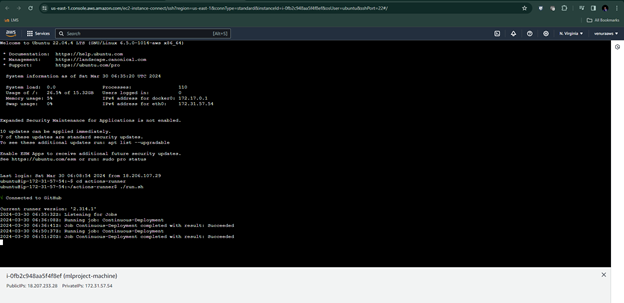 us-east-1.console.aws.amazon.com/ec2-instance-connect/ssh?region=us-east-1&connType=standard&instanceId=i-0fb2c948aa5f4f8ef&osUser=ubuntu&sshPort=22#/
All Bookmarks
aws
Services
Search
[Alt+S]
N. Virginia
Welcome to Ubuntu 22.04.4 LTS (GNU/Linux 6.5.0-1014-aws x86_64)
* Documentation: https://help.ubuntu.com
* Management: https://landscape.canonical.com
* Support: https://ubuntu.com/pro
System information as of Sat Mar 30 06:35:20 UTC 2024
System load: 0.0 Processes: 110
Usage of /: 26.5% of 15.32GB Users logged in: 0
Memory usage: 5% IPv4 address for docker0: 172.17.0.1
Swap usage: 0% IPv4 address for eth0: 172.31.57.54
Expanded Security Maintenance for Applications is not enabled.
10 updates can be applied immediately.
7 of these updates are standard security updates.
To see these additional updates run: apt list --upgradable
Enable ESM Apps to receive additional future security updates.
See https://ubuntu.com/esm or run: sudo pro status
Last login: Sat Mar 30 06:08:54 2024 from 18.206.107.29
ubuntu@ip-172-31-57-54:~$ cd actions-runner
ubuntu@ip-172-31-57-54:~/actions-runner$ ./run.sh
Connected to GitHub
Current runner version: '2.314.1'
2024-03-30 06:35:32Z: Listening for Jobs
2024-03-30 06:36:08Z: Running job: Continuous-Deployment
2024-03-30 06:36:41Z: Job Continuous-Deployment completed with result: Succeeded
2024-03-30 06:50:37Z: Running job: Continuous-Deployment
2024-03-30 06:51:20Z: Job Continuous-Deployment completed with result: Succeeded
i-0fb2c948aa5f4f8ef (mlproject-machine)
PublicIPs: 18.207.233.28 PrivateIPs: 172.31.57.54